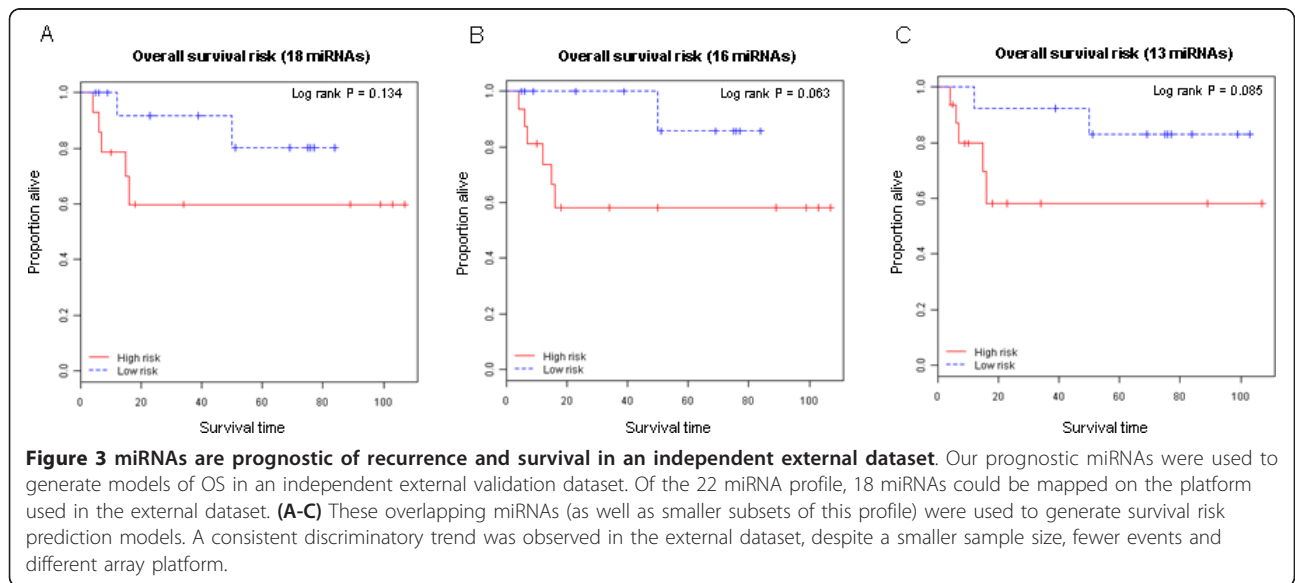 A
Overall survival risk (18 miRNAs)
Log rank P = 0.134
Proportion alive
1.0
0.8
0.6
0.4
0.2
0.0
High risk
Low risk
0 20 40 60 80 100
Survival time
B
Overall survival risk (16 miRNAs)
Log rank P = 0.063
Proportion alive
1.0
0.8
0.6
0.4
0.2
0.0
High risk
Low risk
0 20 40 60 80 100
Survival time
C
Overall survival risk (13 miRNAs)
Log rank P = 0.085
Proportion alive
1.0
0.8
0.6
0.4
0.2
0.0
High risk
Low risk
0 20 40 60 80 100
Survival time
Figure 3 miRNAs are prognostic of recurrence and survival in an independent external dataset. Our prognostic miRNAs were used to
generate models of OS in an independent external validation dataset. Of the 22 miRNA profile, 18 miRNAs could be mapped on the platform
used in the external dataset. (A-C) These overlapping miRNAs (as well as smaller subsets of this profile) were used to generate survival risk
prediction models. A consistent discriminatory trend was observed in the external dataset, despite a smaller sample size, fewer events and
different array platform.